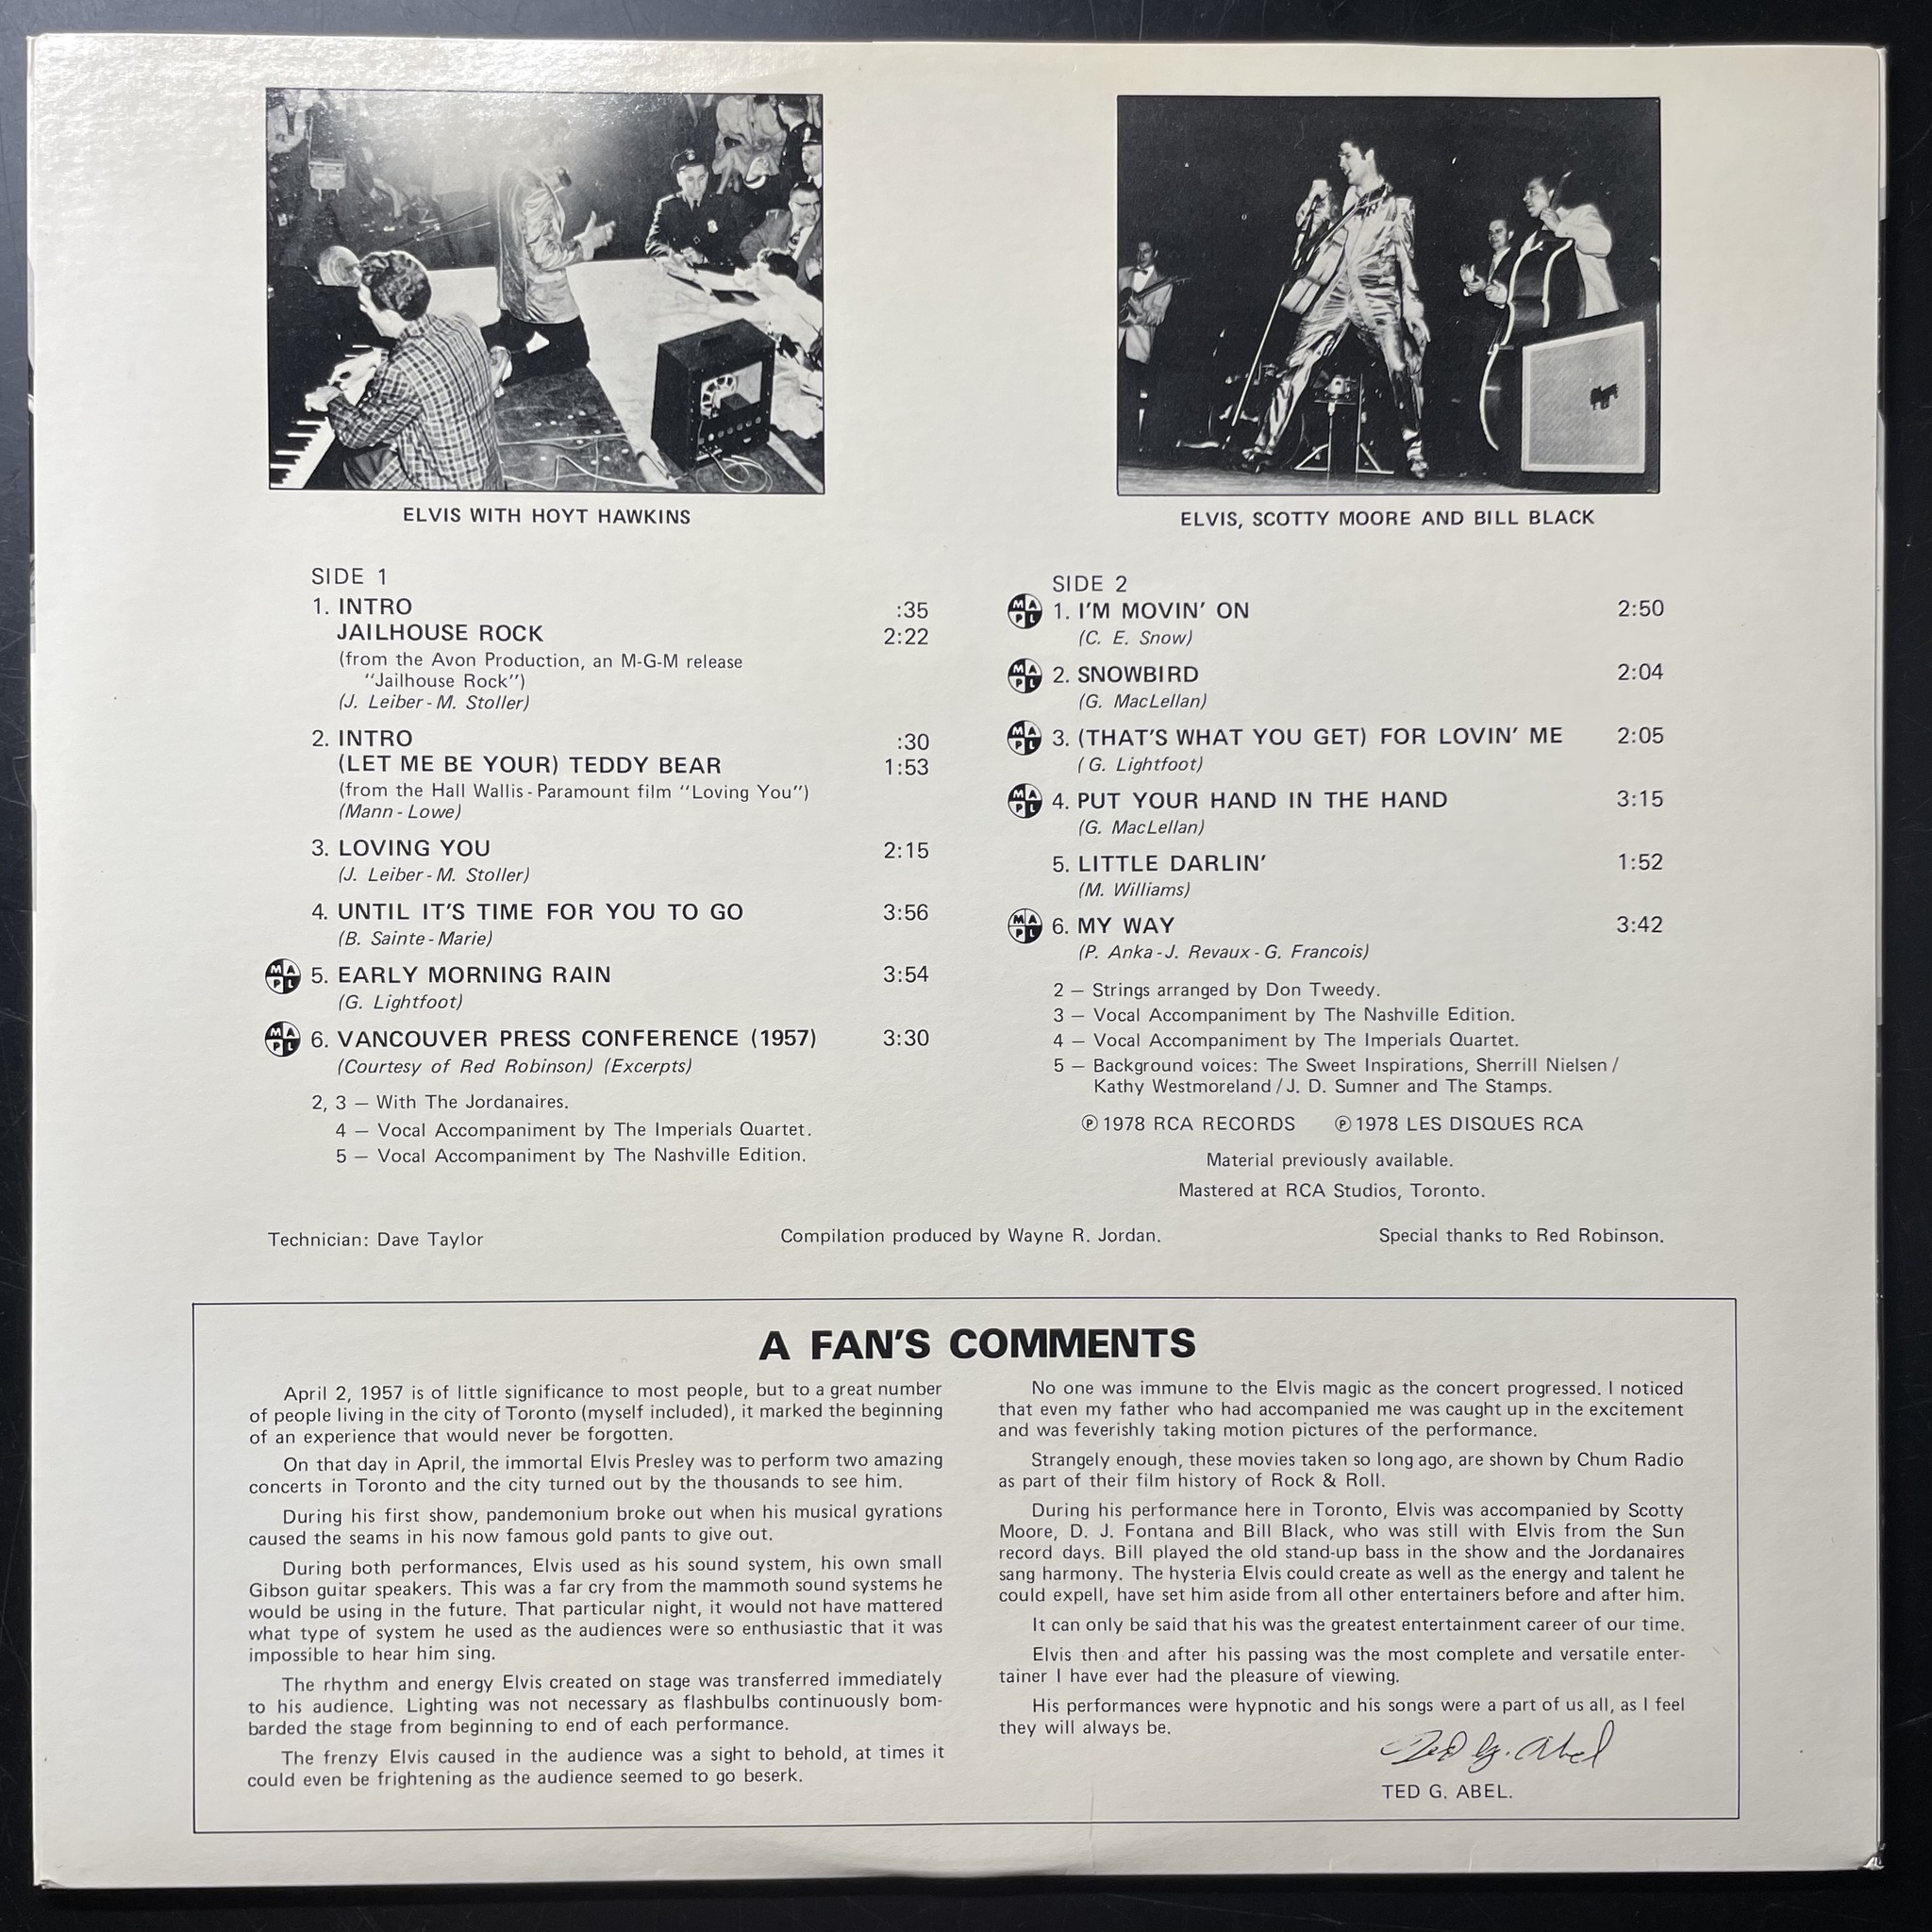 ELVIS WITH HOYT HAWKINS
ELVIS, SCOTTY MOORE AND BILL BLACK
SIDE 1
1. INTRO :35
JAILHOUSE ROCK 2:22
(from the Avon Production, an M-G-M release
"Jailhouse Rock")
(J. Leiber - M. Stoller)
2. INTRO :30
(LET ME BE YOUR) TEDDY BEAR 1:53
(from the Hall Wallis - Paramount film "Loving You")
(Mann - Lowe)
3. LOVING YOU 2:15
(J. Leiber - M. Stoller)
4. UNTIL IT'S TIME FOR YOU TO GO 3:56
(B. Sainte - Marie)
MAPL 5. EARLY MORNING RAIN 3:54
(G. Lightfoot)
MAPL 6. VANCOUVER PRESS CONFERENCE (1957) 3:30
(Courtesy of Red Robinson) (Excerpts)
2, 3 — With The Jordanaires.
4 — Vocal Accompaniment by The Imperials Quartet.
5 — Vocal Accompaniment by The Nashville Edition.
SIDE 2
MAPL 1. I'M MOVIN' ON 2:50
(C. E. Snow)
MAPL 2. SNOWBIRD 2:04
(G. MacLellan)
MAPL 3. (THAT'S WHAT YOU GET) FOR LOVIN' ME 2:05
( G. Lightfoot)
MAPL 4. PUT YOUR HAND IN THE HAND 3:15
(G. MacLellan)
5. LITTLE DARLIN' 1:52
(M. Williams)
MAPL 6. MY WAY 3:42
(P. Anka - J. Revaux - G. Francois)
2 — Strings arranged by Don Tweedy.
3 — Vocal Accompaniment by The Nashville Edition.
4 — Vocal Accompaniment by The Imperials Quartet.
5 — Background voices: The Sweet Inspirations, Sherrill Nielsen /
Kathy Westmoreland / J. D. Sumner and The Stamps.
℗ 1978 RCA RECORDS ℗ 1978 LES DISQUES RCA
Material previously available.
Mastered at RCA Studios, Toronto.
Technician: Dave Taylor
Compilation produced by Wayne R. Jordan.
Special thanks to Red Robinson.
A FAN'S COMMENTS
April 2, 1957 is of little significance to most people, but to a great number
of people living in the city of Toronto (myself included), it marked the beginning
of an experience that would never be forgotten.
On that day in April, the immortal Elvis Presley was to perform two amazing
concerts in Toronto and the city turned out by the thousands to see him.
During his first show, pandemonium broke out when his musical gyrations
caused the seams in his now famous gold pants to give out.
During both performances, Elvis used as his sound system, his own small
Gibson guitar speakers. This was a far cry from the mammoth sound systems he
would be using in the future. That particular night, it would not have mattered
what type of system he used as the audiences were so enthusiastic that it was
impossible to hear him sing.
The rhythm and energy Elvis created on stage was transferred immediately
to his audience. Lighting was not necessary as flashbulbs continuously bom-
barded the stage from beginning to end of each performance.
The frenzy Elvis caused in the audience was a sight to behold, at times it
could even be frightening as the audience seemed to go beserk.
No one was immune to the Elvis magic as the concert progressed. I noticed
that even my father who had accompanied me was caught up in the excitement
and was feverishly taking motion pictures of the performance.
Strangely enough, these movies taken so long ago, are shown by Chum Radio
as part of their film history of Rock & Roll.
During his performance here in Toronto, Elvis was accompanied by Scotty
Moore, D. J. Fontana and Bill Black, who was still with Elvis from the Sun
record days. Bill played the old stand-up bass in the show and the Jordanaires
sang harmony. The hysteria Elvis could create as well as the energy and talent he
could expell, have set him aside from all other entertainers before and after him.
It can only be said that his was the greatest entertainment career of our time.
Elvis then and after his passing was the most complete and versatile enter-
tainer I have ever had the pleasure of viewing.
His performances were hypnotic and his songs were a part of us all, as I feel
they will always be.
Ted G. Abel
TED G. ABEL.